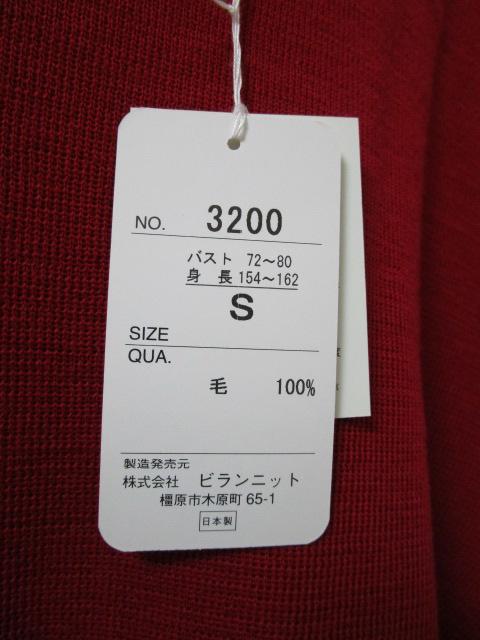 NO. 3200
バスト 72～80
身長 154～162
S
SIZE
QUA.
毛 100%
製造発売元
株式会社 ビランニット
橿原市木原町 65-1
日本製